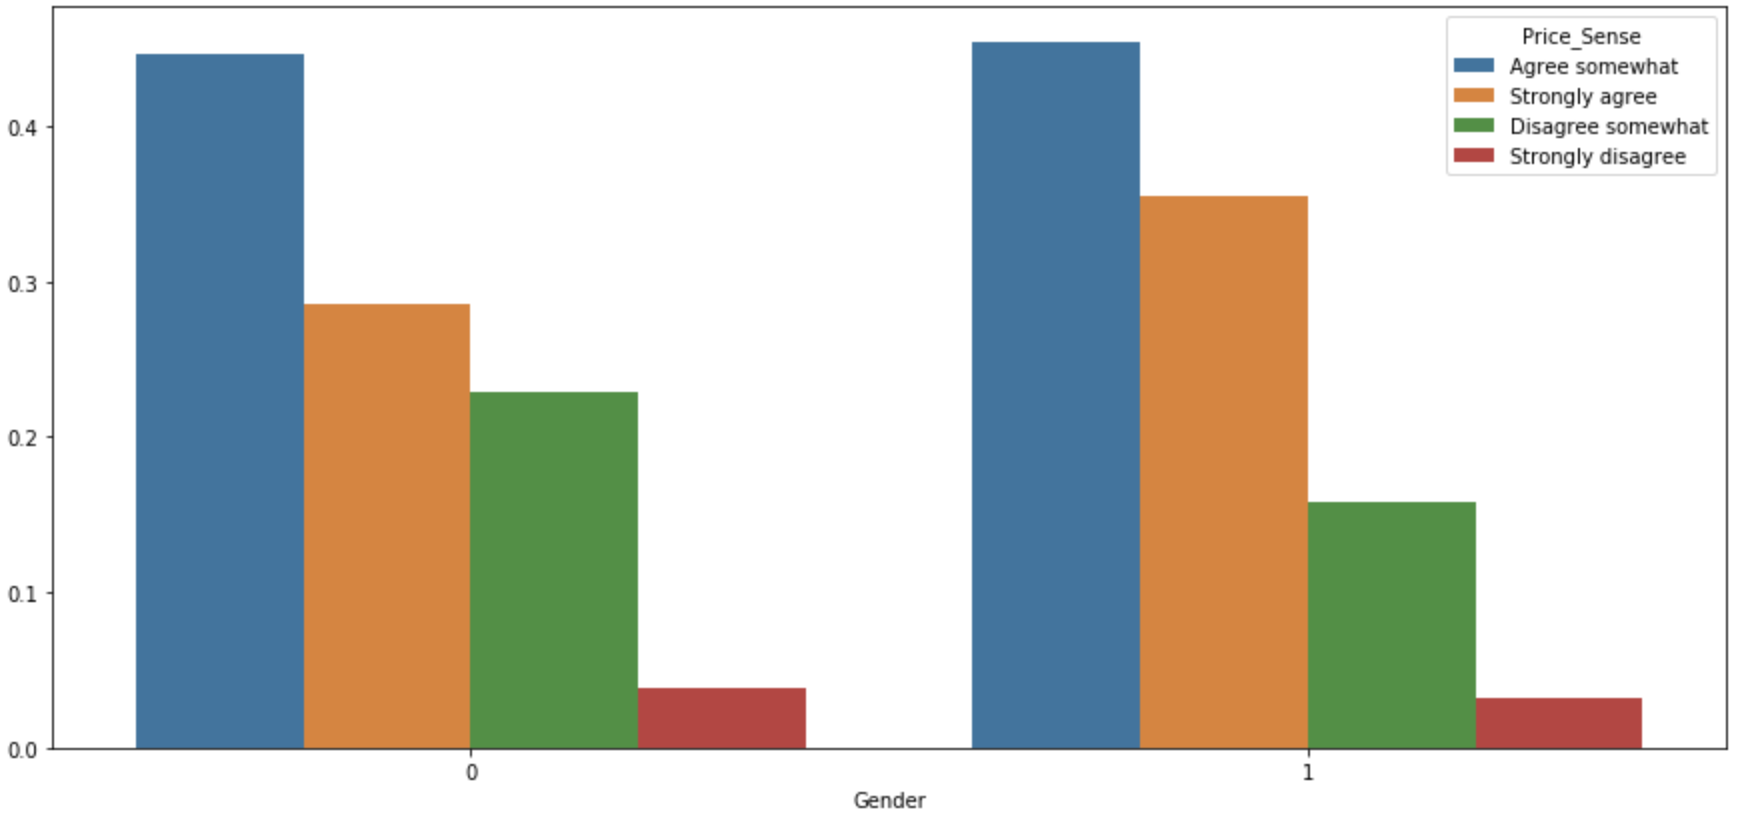 Price_Sense
Agree somewhat
Strongly agree
Disagree somewhat
Strongly disagree
0.4
0.3
0.2
0.1
0.0
0 1
Gender